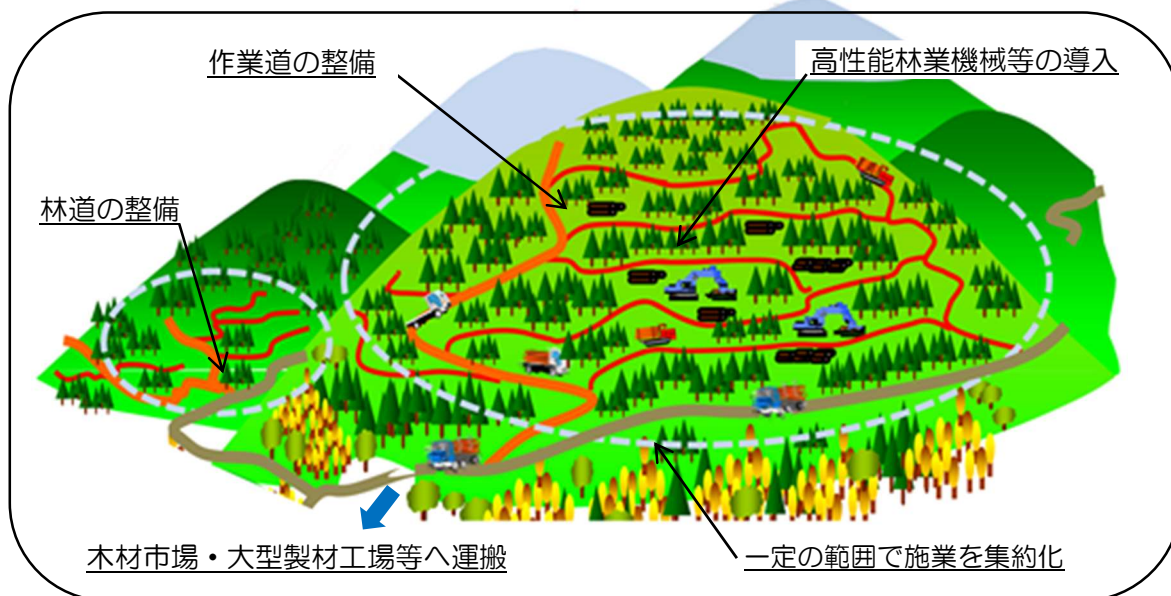 作業道の整備
高性能林業機械等の導入
林道の整備
木材市場・大型製材工場等へ運搬
一定の範囲で施業を集約化